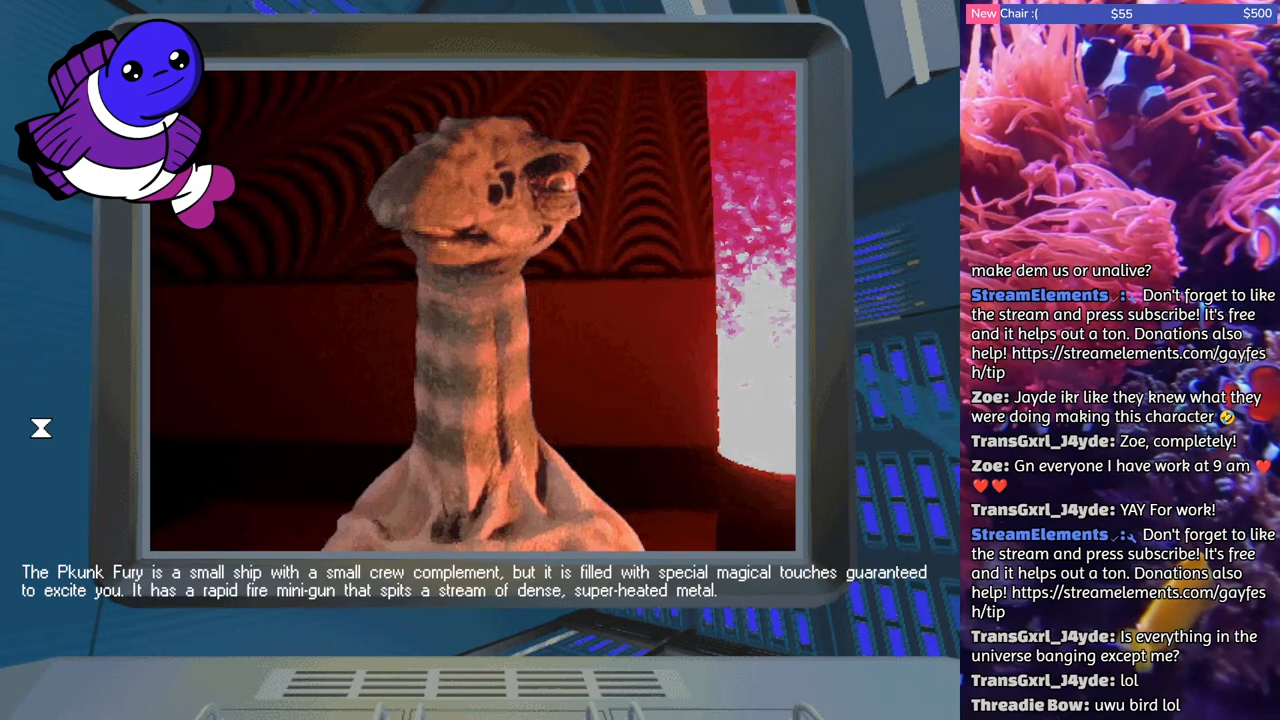 New Chair :( $55 $500
The Pkunk Fury is a small ship with a small crew complement, but it is filled with special magical touches guaranteed
to excite you. It has a rapid fire mini-gun that spits a stream of dense, super-heated metal.
make dem us or unalive?
StreamElements : Don't forget to like
the stream and press subscribe! It's free
and it helps out a ton. Donations also
help! https://streamelements.com/gayfes
h/tip
Zoe: Jayde ikr like they knew what they
were doing making this character 🤣
TransGxrl_J4yde: Zoe, completely!
Zoe: Gn everyone I have work at 9 am ❤️
❤️❤️
TransGxrl_J4yde: YAY For work!
StreamElements : Don't forget to like
the stream and press subscribe! It's free
and it helps out a ton. Donations also
help! https://streamelements.com/gayfes
h/tip
TransGxrl_J4yde: Is everything in the
universe banging except me?
TransGxrl_J4yde: lol
Threadie Bow: uwu bird lol